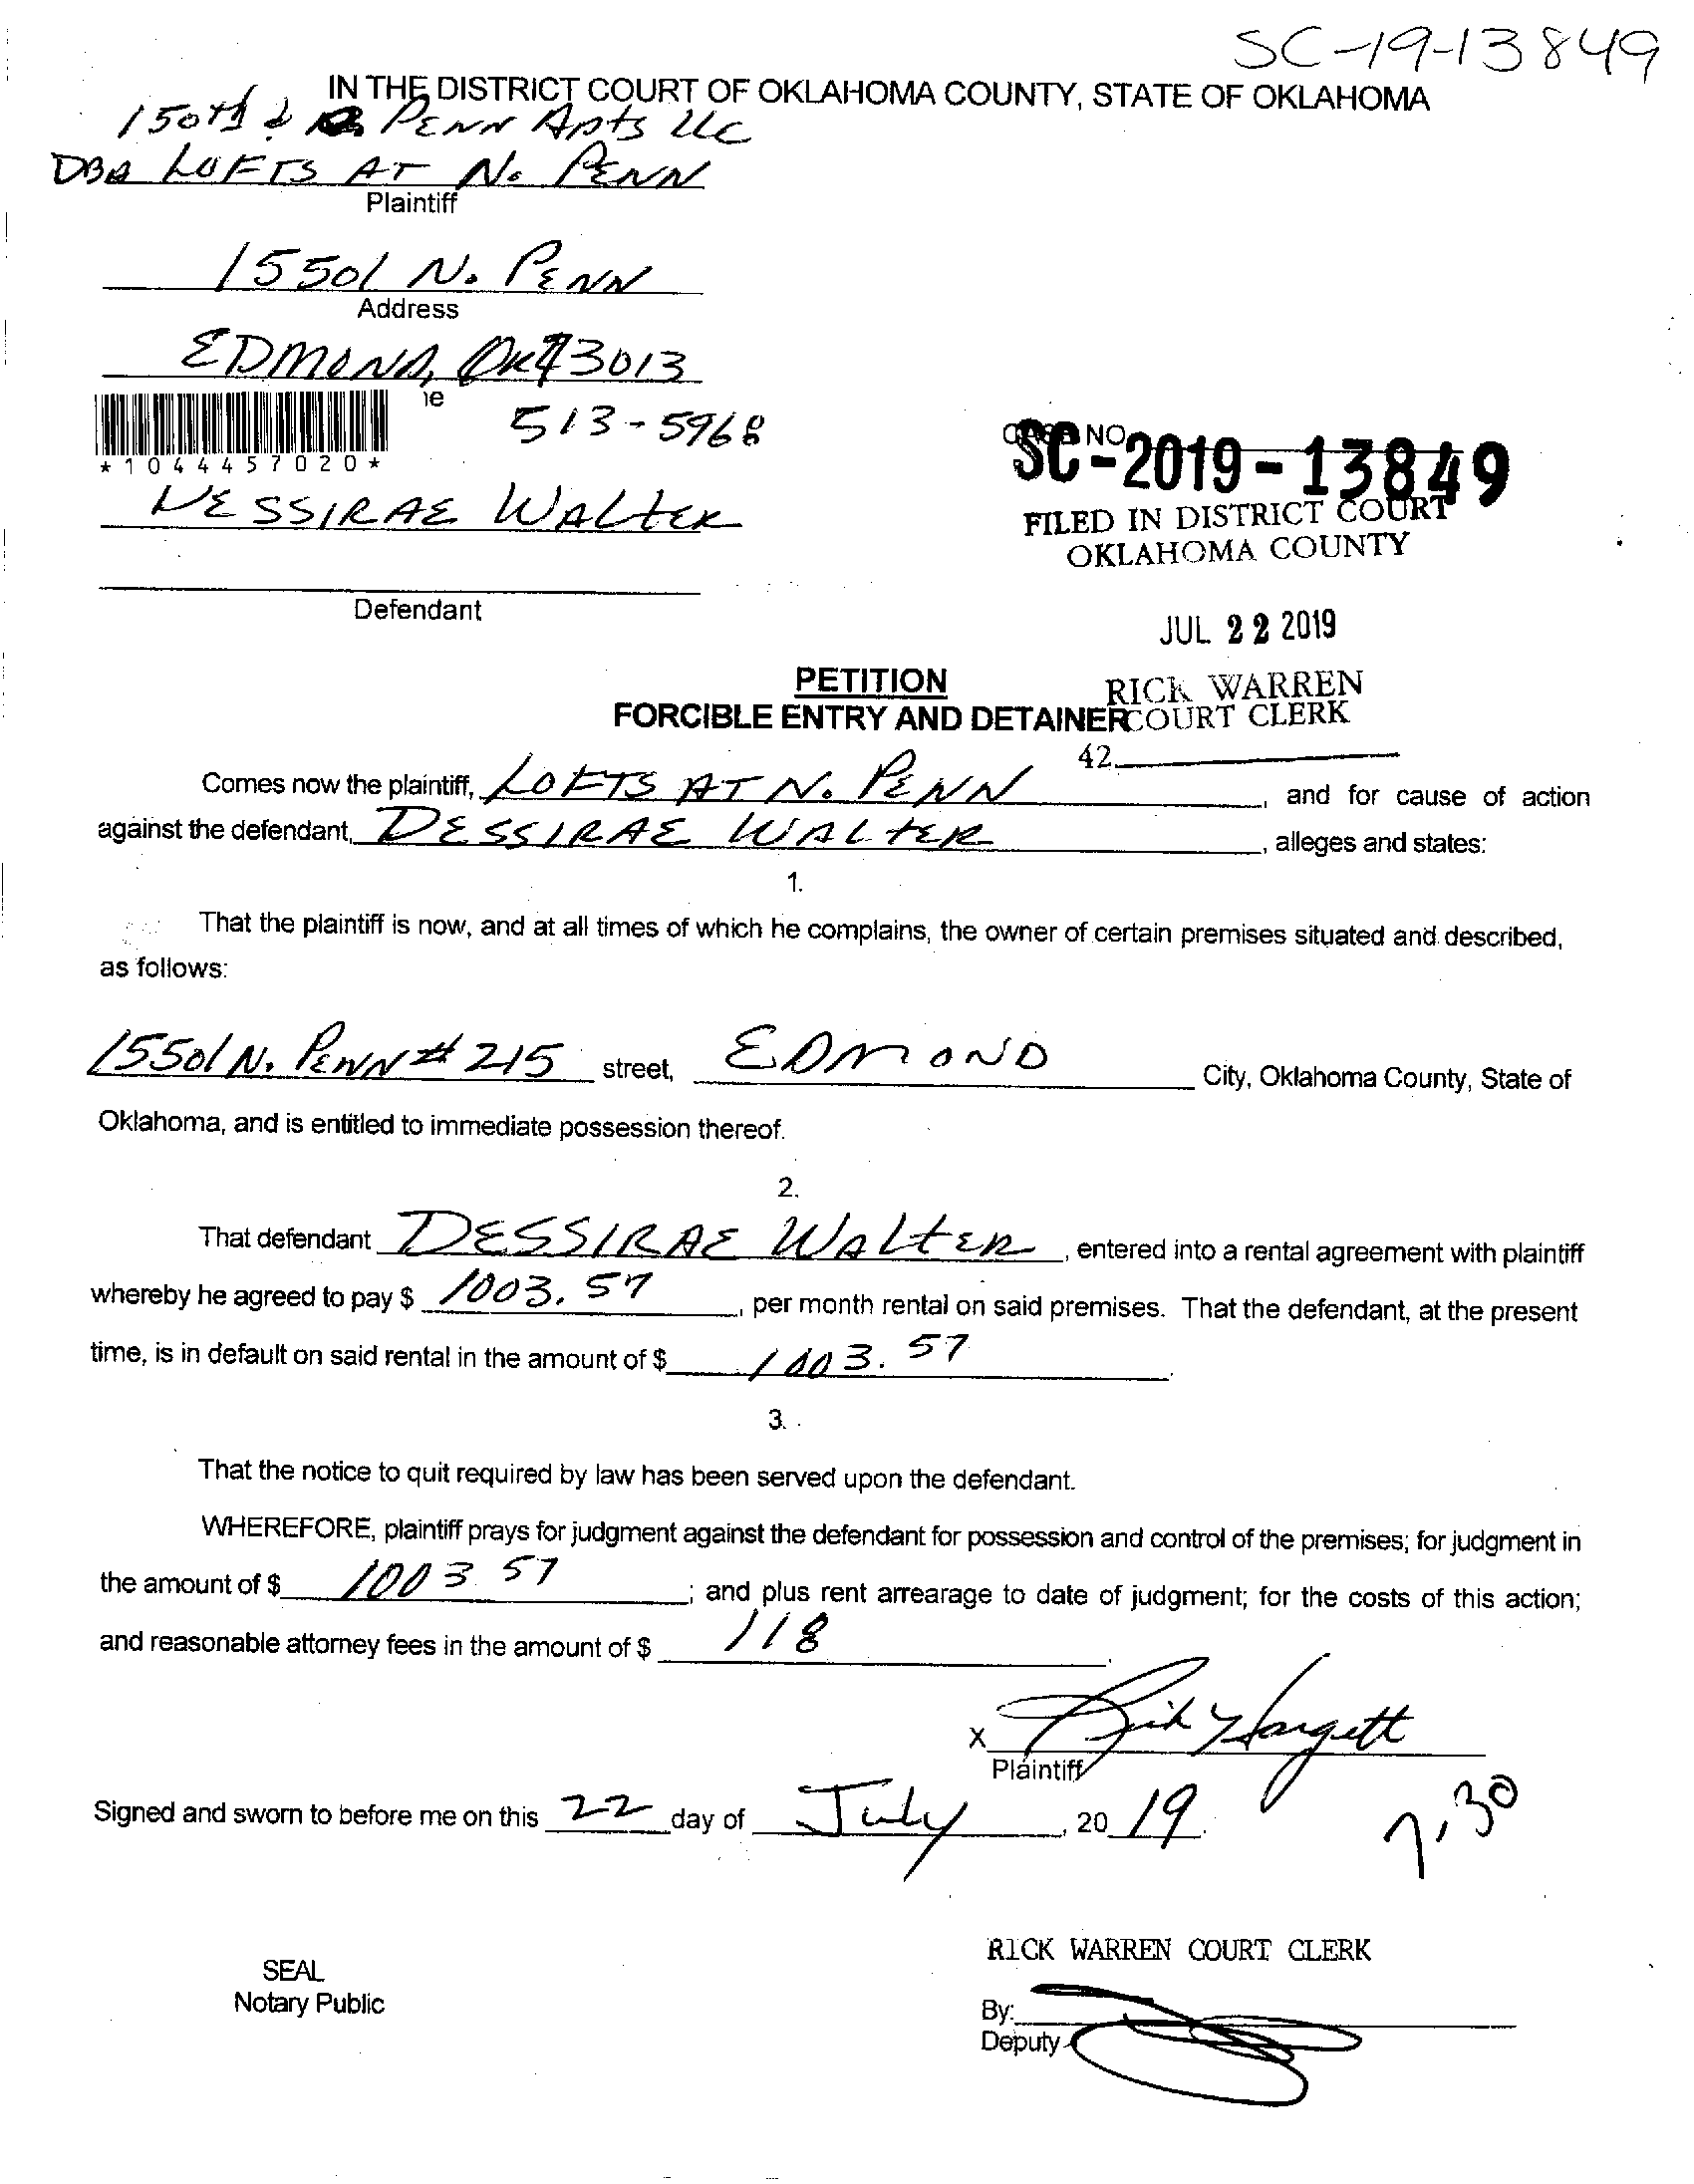 SC-19-13849
IN THE DISTRICT COURT OF OKLAHOMA COUNTY, STATE OF OKLAHOMA
150th & PENN Apts LLC
DBA LOFTS AT N. PENN
Plaintiff
15501 N. PENN
Address
EDMOND, OK 73013
513-5968
*1044457020*
DESSIRAE WALTER
Defendant
NO.
SC-2019-13849
FILED IN DISTRICT COURT
OKLAHOMA COUNTY
JUL 22 2019
RICK WARREN
COURT CLERK
42
PETITION
FORCIBLE ENTRY AND DETAINER
Comes now the plaintiff, LOFTS AT N. PENN, and for cause of action
against the defendant, DESSIRAE WALTER, alleges and states:
1.
That the plaintiff is now, and at all times of which he complains, the owner of certain premises situated and described,
as follows:
15501 N. PENN # 215 street, EDMOND City, Oklahoma County, State of
Oklahoma, and is entitled to immediate possession thereof.
2.
That defendant DESSIRAE WALTER, entered into a rental agreement with plaintiff
whereby he agreed to pay $ 1003.57, per month rental on said premises. That the defendant, at the present
time, is in default on said rental in the amount of $ 1003.57.
3.
That the notice to quit required by law has been served upon the defendant.
WHEREFORE, plaintiff prays for judgment against the defendant for possession and control of the premises; for judgment in
the amount of $ 1003 57; and plus rent arrearage to date of judgment; for the costs of this action;
and reasonable attorney fees in the amount of $ 118.
x Rick Hargett
Plaintiff
Signed and sworn to before me on this 22 day of July, 20 19.
1,30
SEAL
Notary Public
RICK WARREN COURT CLERK
By:
Deputy